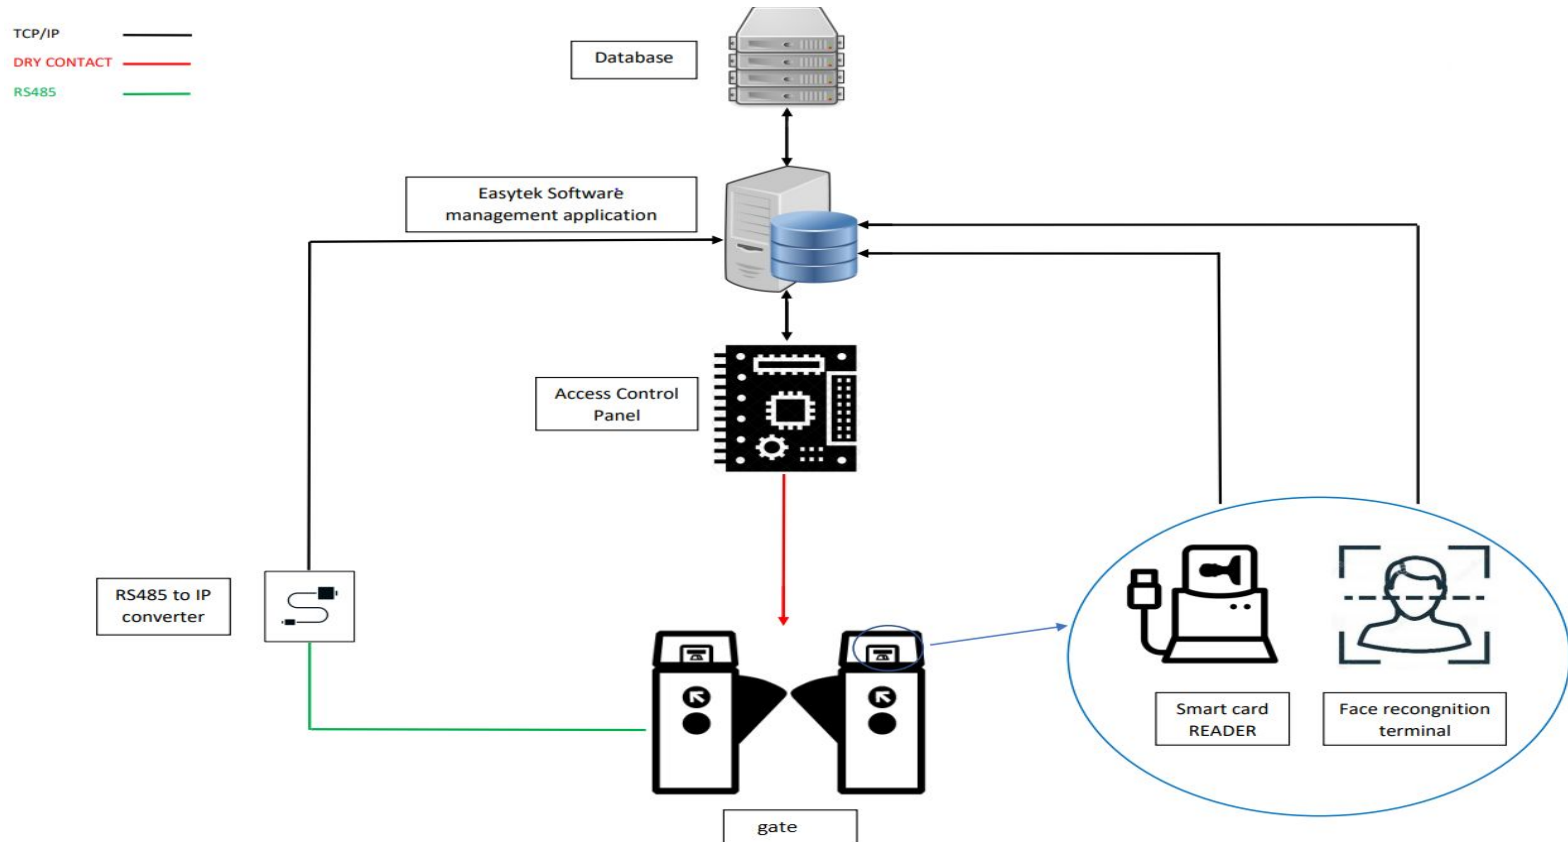 TCP/IP
DRY CONTACT
RS485
Database
Easytek Software
management application
Access Control
Panel
RS485 to IP
converter
Smart card
READER
Face recongnition
terminal
gate